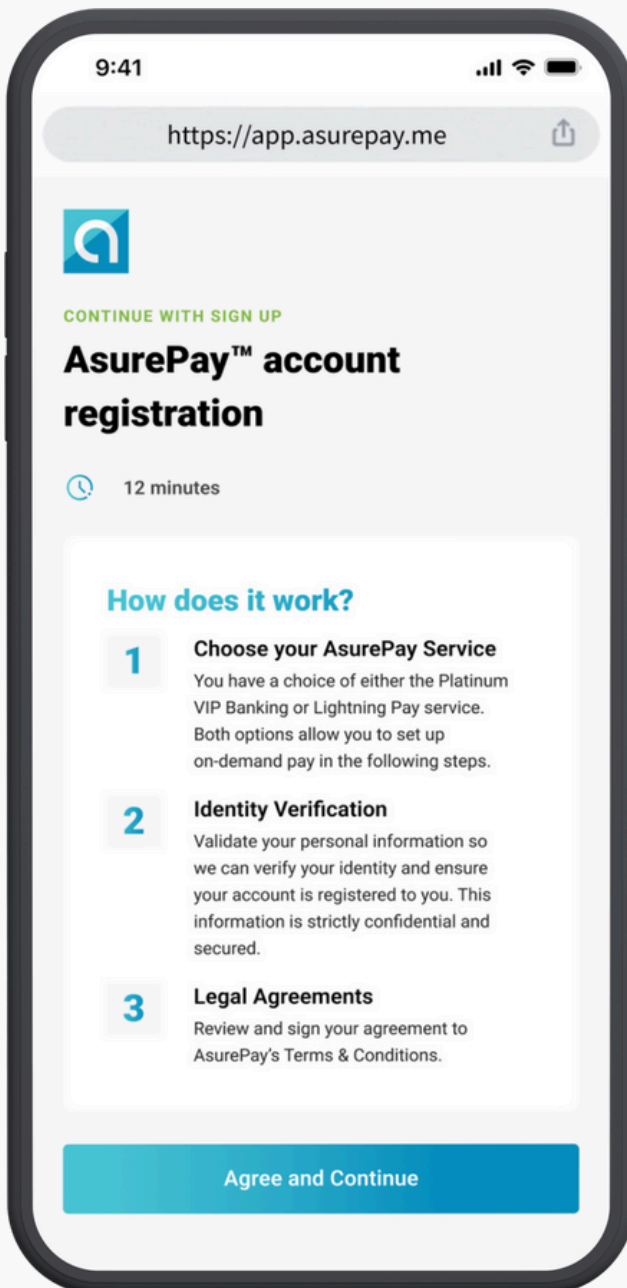 9:41
https://app.asurepay.me
CONTINUE WITH SIGN UP
AsurePay™ account
registration
12 minutes
How does it work?
1
Choose your AsurePay Service
You have a choice of either the Platinum
VIP Banking or Lightning Pay service.
Both options allow you to set up
on-demand pay in the following steps.
2
Identity Verification
Validate your personal information so
we can verify your identity and ensure
your account is registered to you. This
information is strictly confidential and
secured.
3
Legal Agreements
Review and sign your agreement to
AsurePay's Terms & Conditions.
Agree and Continue